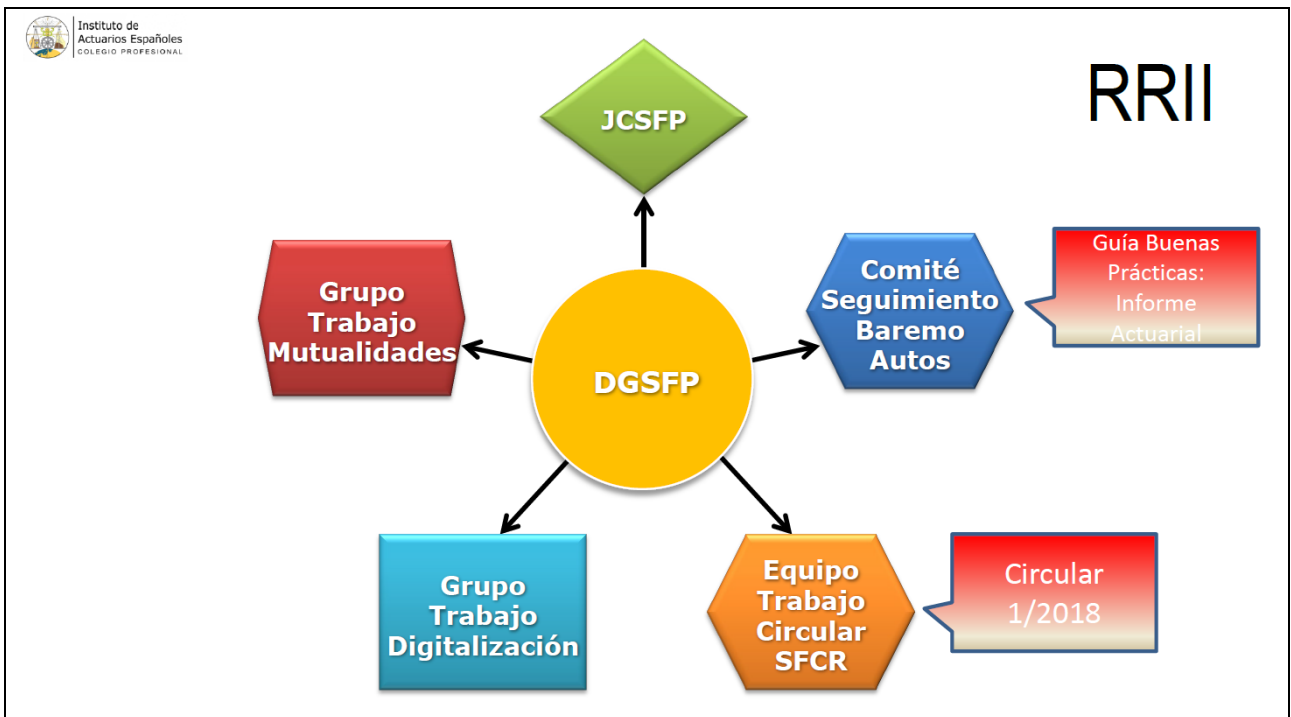 Instituto de
Actuarios Españoles
COLEGIO PROFESIONAL
RRII
JCSFP
Grupo
Trabajo
Mutualidades
Comité
Seguimiento
Baremo
Autos
Guía Buenas
Prácticas:
Informe
Actuarial
DGSFP
Grupo
Trabajo
Digitalización
Equipo
Trabajo
Circular
SFCR
Circular
1/2018